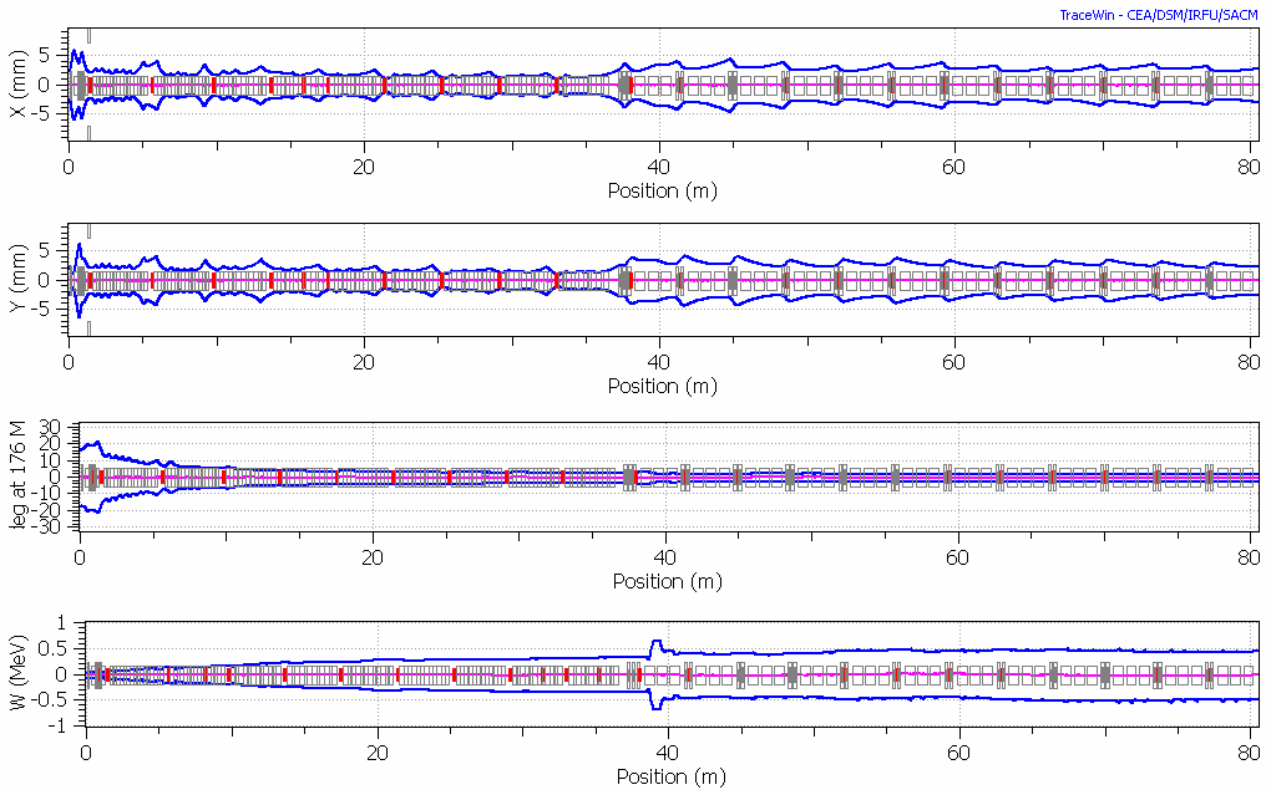 TraceWin - CEA/DSM/IRFU/SACM
X (mm)
5
0
-5
0 20 40 60 80
Position (m)
Y (mm)
5
0
-5
0 20 40 60 80
Position (m)
leg at 176 M
30
20
10
0
-10
-20
-30
0 20 40 60 80
Position (m)
W (MeV)
1
0.5
0
-0.5
-1
0 20 40 60 80
Position (m)